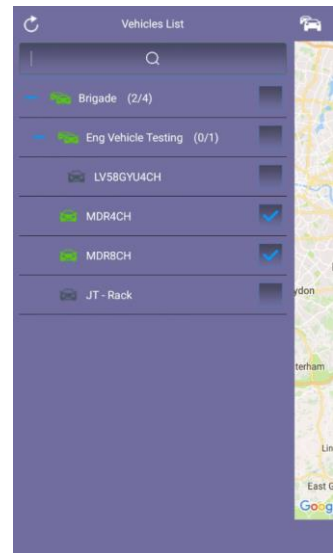 Vehicles List
Brigade (2/4)
Eng Vehicle Testing (0/1)
LV58GYU4CH
MDR4CH
MDR8CH
JT - Rack
ydon
terham
Lin
East G
Goog